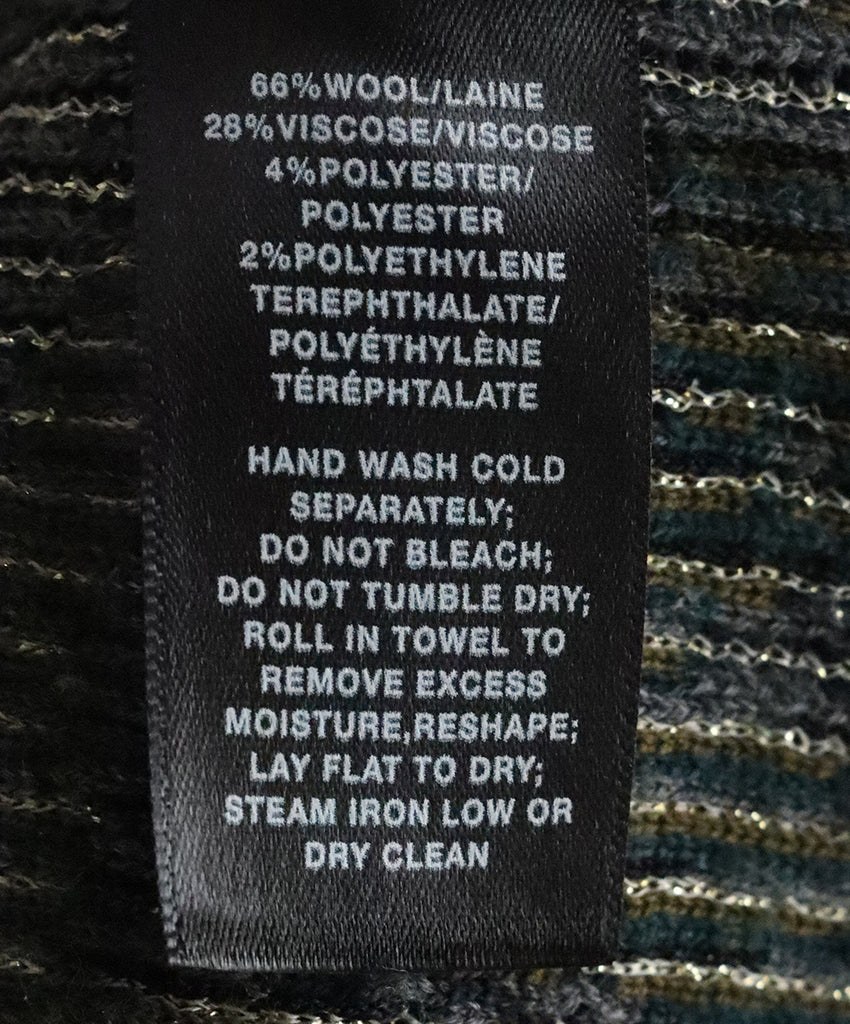 66%WOOL/LAINE
28%VISCOSE/VISCOSE
4%POLYESTER/
POLYESTER
2%POLYETHYLENE
TEREPHTHALATE/
POLYÉTHYLÈNE
TÉRÉPHTALATE
HAND WASH COLD
SEPARATELY;
DO NOT BLEACH;
DO NOT TUMBLE DRY;
ROLL IN TOWEL TO
REMOVE EXCESS
MOISTURE,RESHAPE;
LAY FLAT TO DRY;
STEAM IRON LOW OR
DRY CLEAN